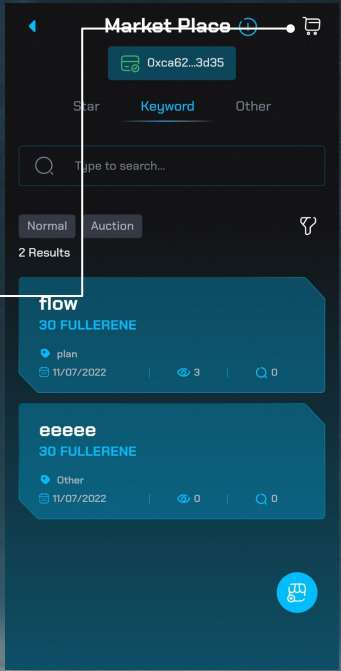 Market Place
0xca62...3d35
Star Keyword Other
Type to search...
Normal Auction
2 Results
flow
30 FULLERENE
plan
11/07/2022 3 0
eeeee
30 FULLERENE
Other
11/07/2022 0 0